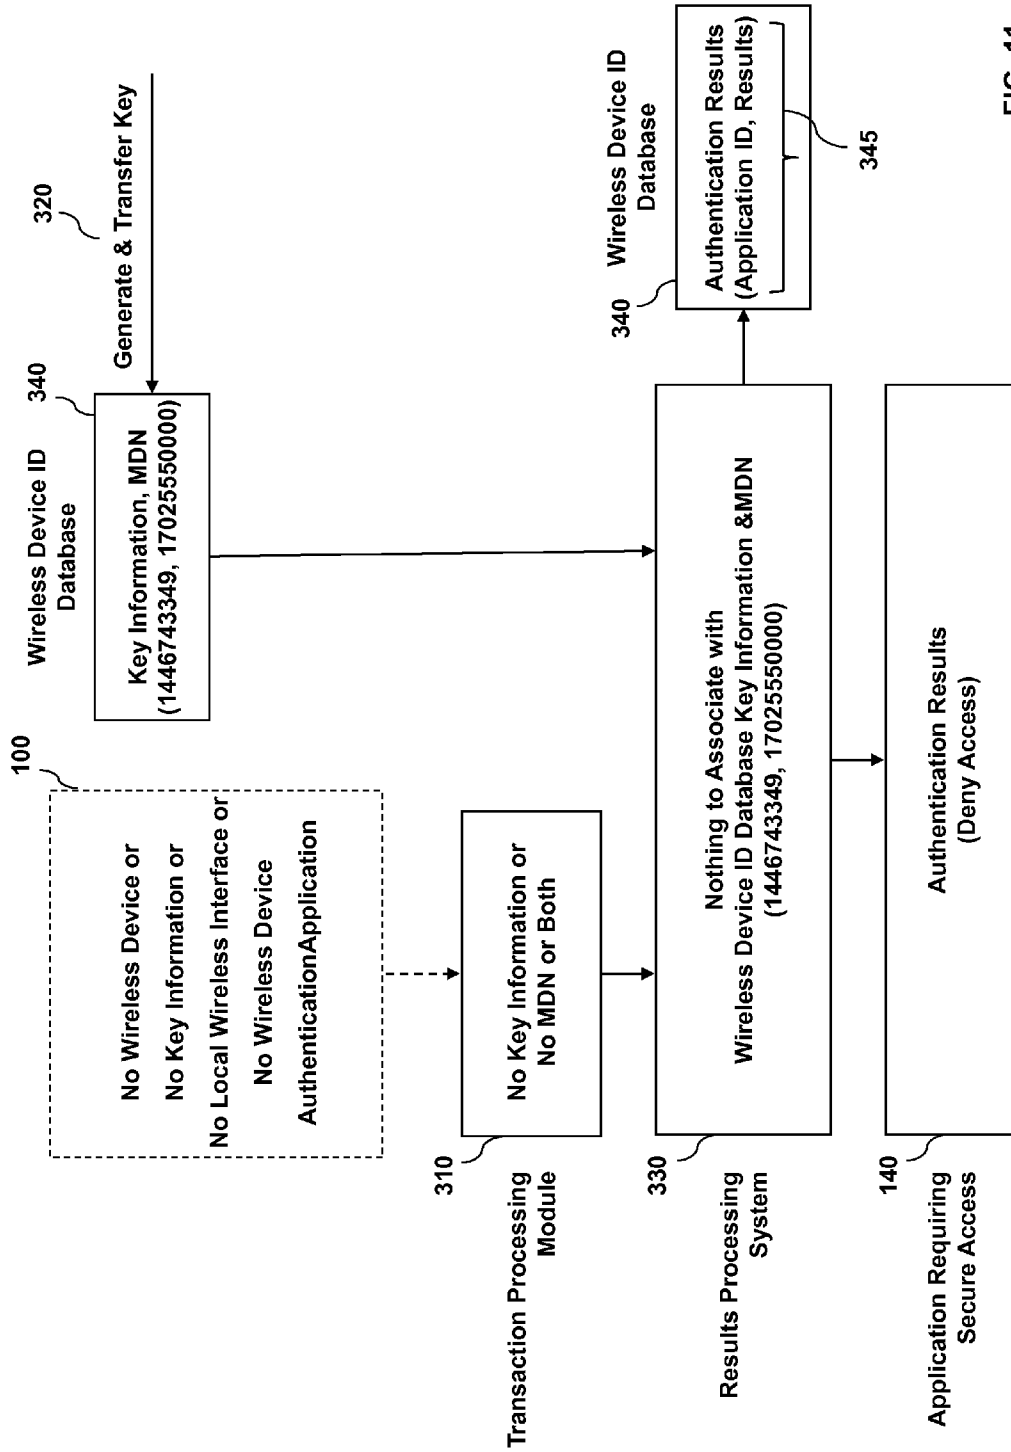 320
Generate & Transfer Key
Wireless Device ID
Database
340
Key Information, MDN
(1446743349, 17025550000)
100
No Wireless Device or
No Key Information or
No Local Wireless Interface or
No Wireless Device
AuthenticationApplication
Transaction Processing
Module
310
No Key Information or
No MDN or Both
Results Processing
System
330
Nothing to Associate with
Wireless Device ID Database Key Information &MDN
(1446743349, 17025550000)
Wireless Device ID
Database
340
Authentication Results
(Application ID, Results)
345
Application Requiring
Secure Access
140
Authentication Results
(Deny Access)